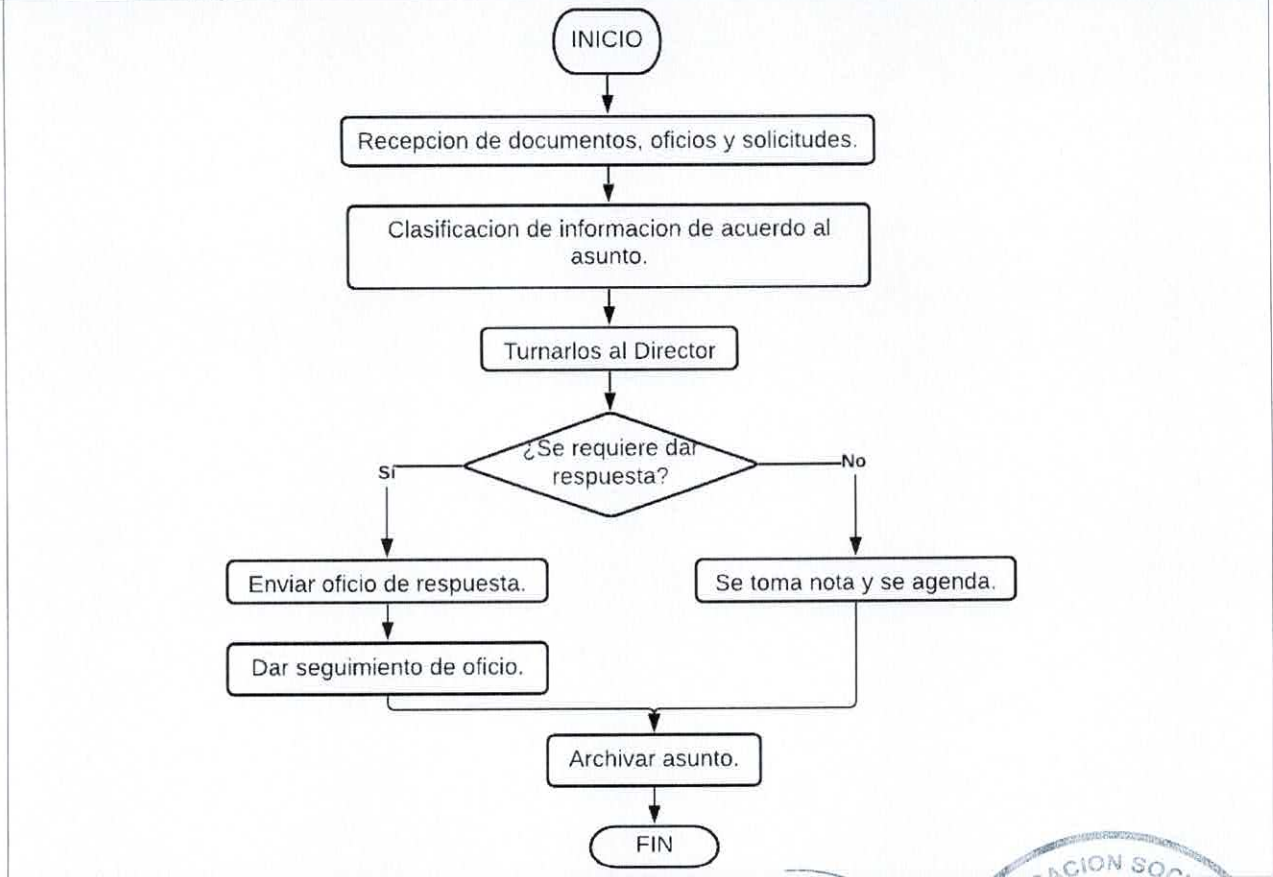 INICIO
Recepcion de documentos, oficios y solicitudes.
Clasificacion de informacion de acuerdo al
asunto.
Turnarlos al Director
¿Se requiere dar
respuesta?
Sí
No
Enviar oficio de respuesta.
Se toma nota y se agenda.
Dar seguimiento de oficio.
Archivar asunto.
FIN